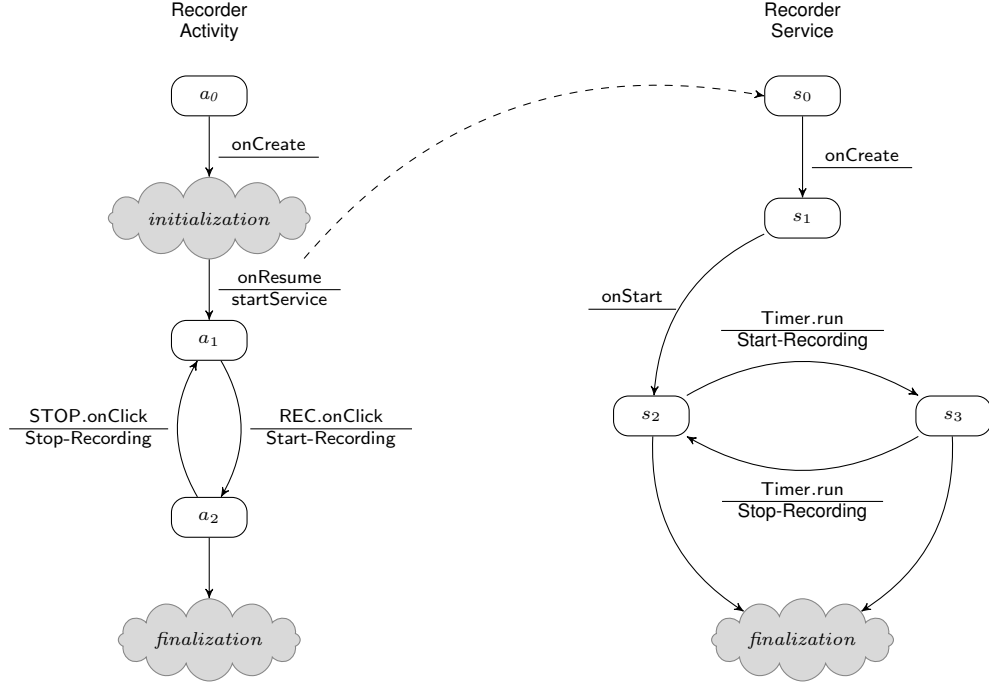 Recorder
Activity
Recorder
Service
a0
s0
onCreate
onCreate
initialization
s1
onResume
startService
onStart
a1
Timer.run
Start-Recording
STOP.onClick
Stop-Recording
REC.onClick
Start-Recording
s2
s3
Timer.run
Stop-Recording
a2
finalization
finalization